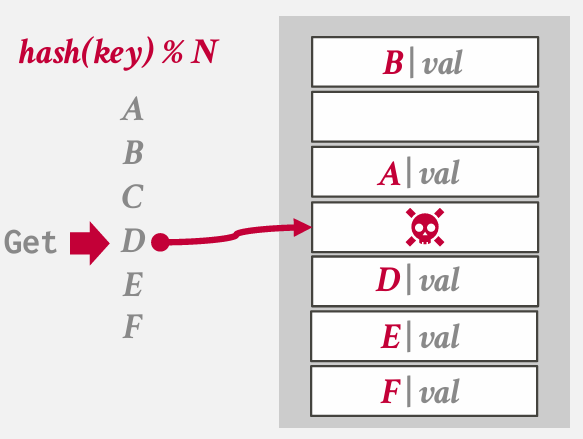 hash(key) % N
A
B
C
Get D
E
F
B|val
A|val
D|val
E|val
F|val